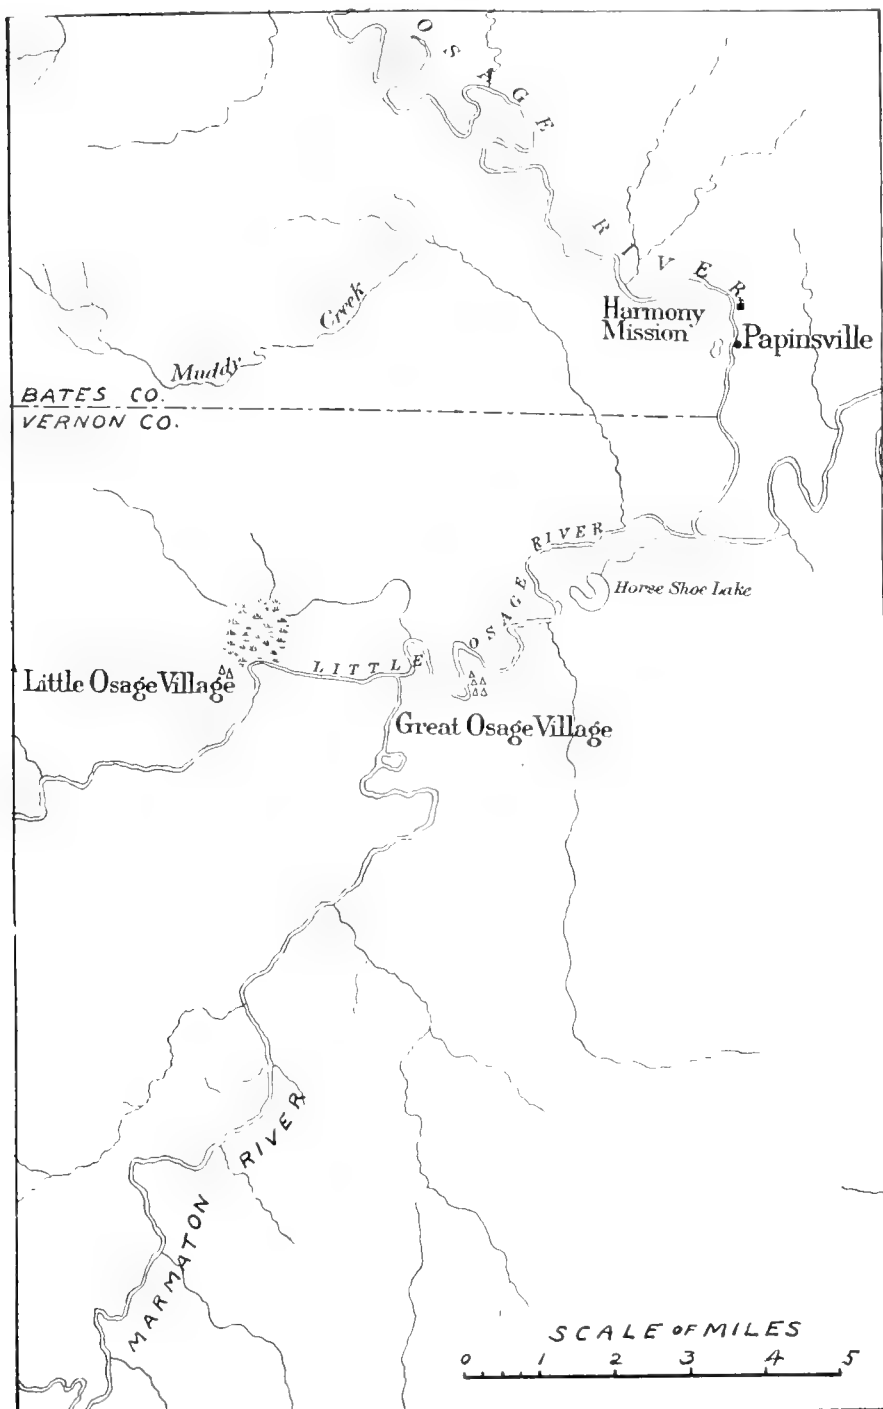 OSAGE RIVER
Harmony
Mission
Papinsville
Muddy Creek
BATES CO.
VERNON CO.
LITTLE OSAGE RIVER
Horse Shoe Lake
Little Osage Village
Great Osage Village
MARMATON RIVER
SCALE OF MILES
0 1 2 3 4 5